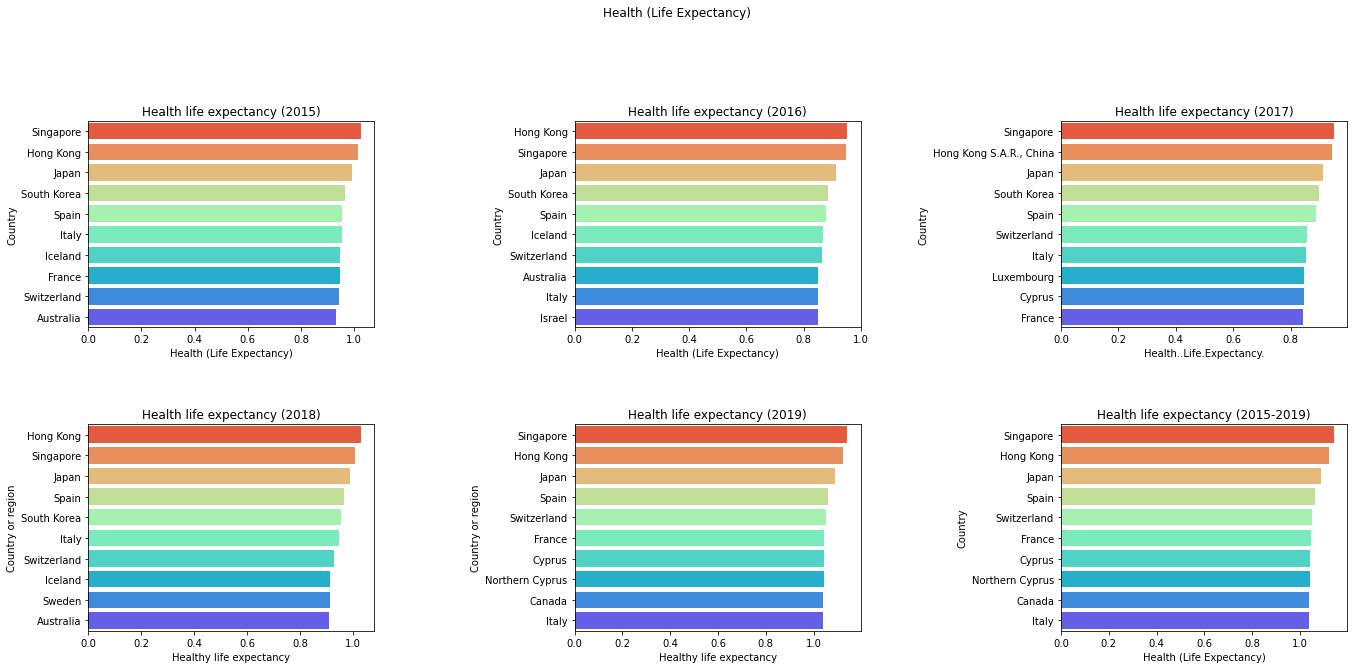 Health (Life Expectancy)
Health life expectancy (2015)
Country
Singapore
Hong Kong
Japan
South Korea
Spain
Italy
Iceland
France
Switzerland
Australia
0.0 0.2 0.4 0.6 0.8 1.0
Health (Life Expectancy)
Health life expectancy (2016)
Country
Hong Kong
Singapore
Japan
South Korea
Spain
Iceland
Switzerland
Australia
Italy
Israel
0.0 0.2 0.4 0.6 0.8 1.0
Health (Life Expectancy)
Health life expectancy (2017)
Country
Singapore
Hong Kong S.A.R., China
Japan
South Korea
Spain
Switzerland
Italy
Luxembourg
Cyprus
France
0.0 0.2 0.4 0.6 0.8
Health..Life.Expectancy.
Health life expectancy (2018)
Country or region
Hong Kong
Singapore
Japan
Spain
South Korea
Italy
Switzerland
Iceland
Sweden
Australia
0.0 0.2 0.4 0.6 0.8 1.0
Healthy life expectancy
Health life expectancy (2019)
Country or region
Singapore
Hong Kong
Japan
Spain
Switzerland
France
Cyprus
Northern Cyprus
Canada
Italy
0.0 0.2 0.4 0.6 0.8 1.0
Healthy life expectancy
Health life expectancy (2015-2019)
Country
Singapore
Hong Kong
Japan
Spain
Switzerland
France
Cyprus
Northern Cyprus
Canada
Italy
0.0 0.2 0.4 0.6 0.8 1.0
Health (Life Expectancy)